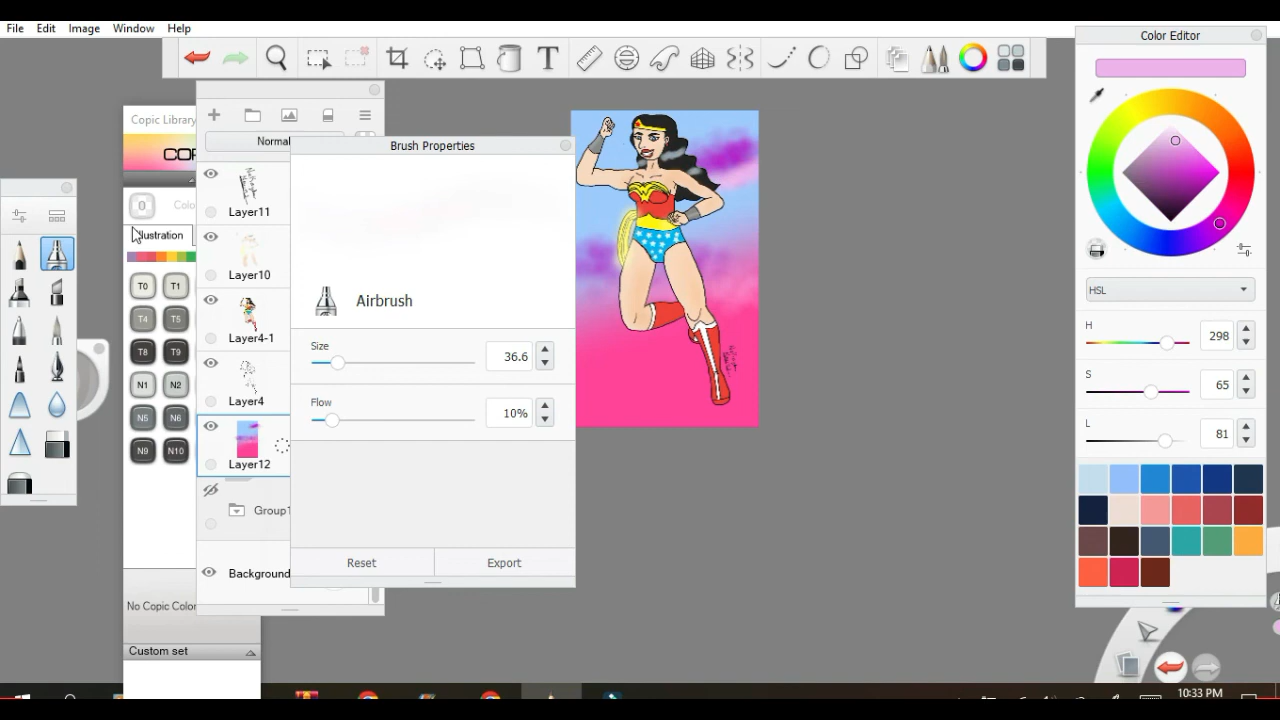 File Edit Image Window Help
Color Editor
Copic Library
Normal
Brush Properties
COP
Colo
Illustration
T0 T1
T4 T5
T8 T9
N1 N2
N5 N6
N9 N10
Layer11
Layer10
Layer4-1
Layer4
Layer12
Group1
Background
Airbrush
Size
36.6
Flow
10%
Reset Export
No Copic Color
Custom set
HSL
H 298
S 65
L 81
10:33 PM